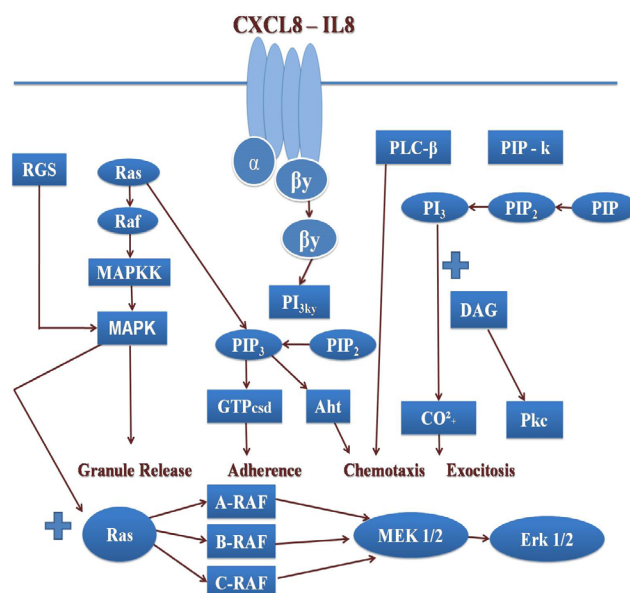 CXCL8 – IL8
α
βy
PLC-β
PIP - k
RGS
Ras
Raf
βy
PI3
PIP2
PIP
MAPKK
PI3ky
DAG
MAPK
PIP3
PIP2
GTPcsd
Aht
CO²+
Pkc
Granule Release
Adherence
Chemotaxis
Exocitosis
Ras
A-RAF
B-RAF
C-RAF
MEK 1/2
Erk 1/2